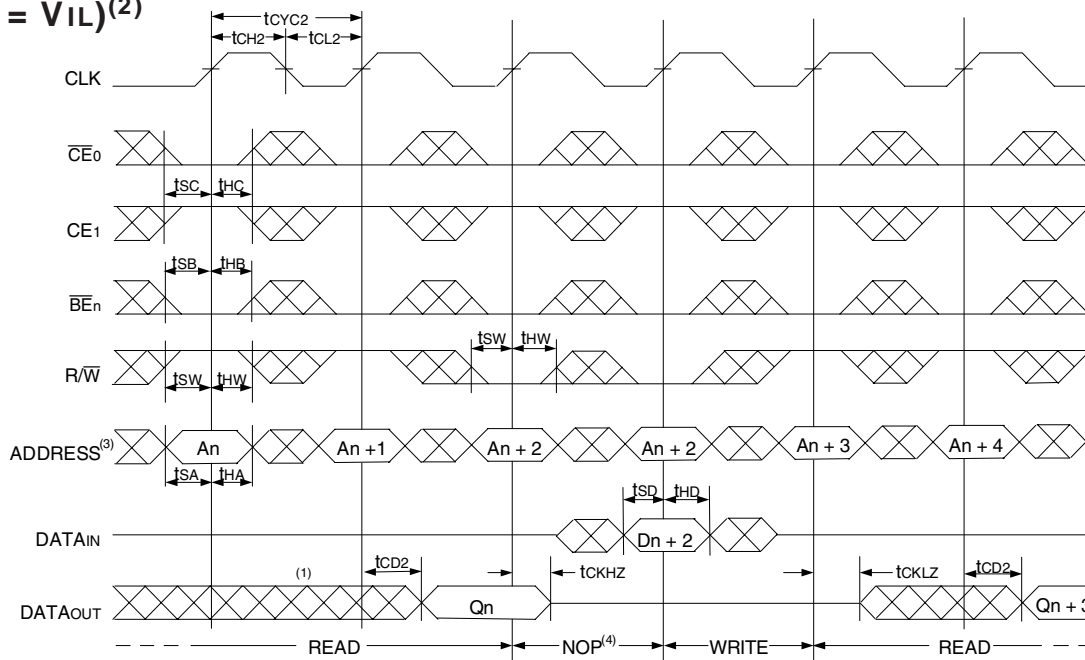 = VIL)(2)
tCYC2
tCH2 tCL2
CLK
CE0
tSC tHC
CE1
tSB tHB
BEn
tSW tHW
R/W
tSW tHW
ADDRESS(3) An An +1 An + 2 An + 2 An + 3 An + 4
tSA tHA
tSD tHD
DATAIN Dn + 2
(1) tCD2 tCKHZ tCKLZ tCD2
DATAOUT Qn Qn + 3
READ NOP(4) WRITE READ